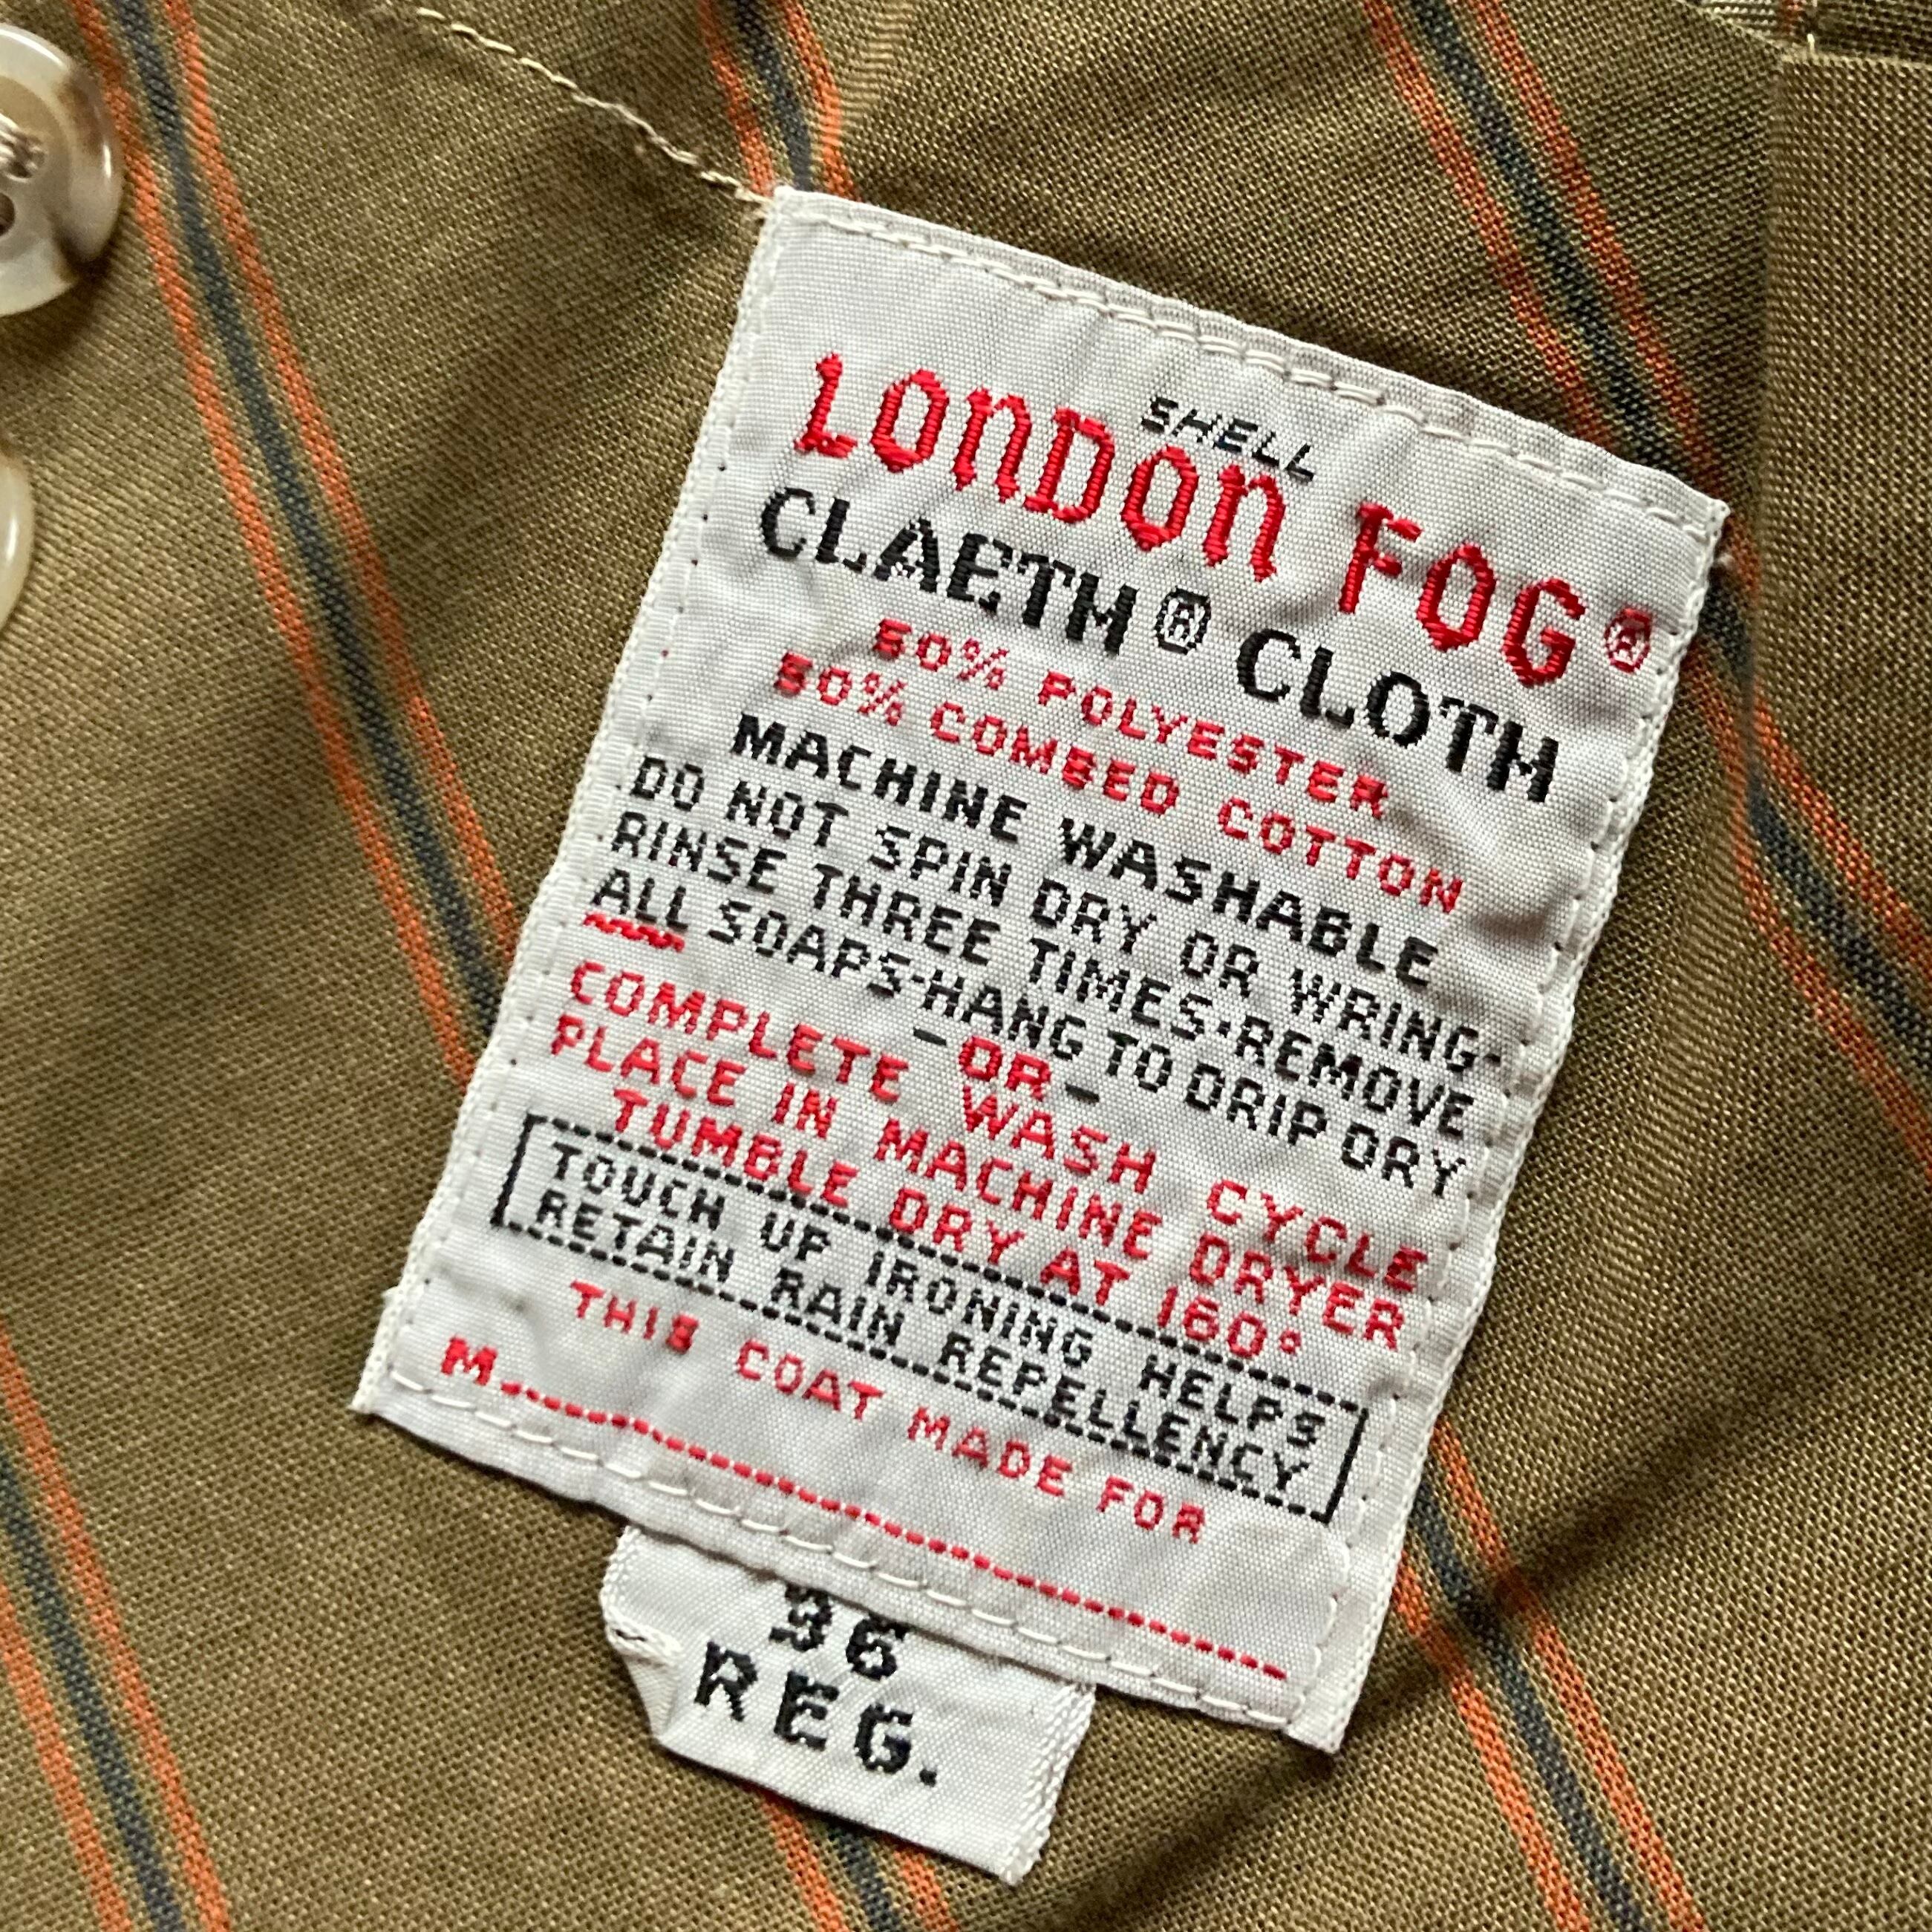 SHELL
LONDON FOG®
CLAETH® CLOTH
50% POLYESTER
50% COMBED COTTON
MACHINE WASHABLE
DO NOT SPIN DRY OR WRING-
RINSE THREE TIMES-REMOVE
ALL SOAPS-HANG TO DRIP DRY
-OR-
COMPLETE WASH CYCLE
PLACE IN MACHINE DRYER
TUMBLE DRY AT 160°
TOUCH UP IRONING HELPS
RETAIN RAIN REPELLENCY
THIS COAT MADE FOR
M
36
REG.